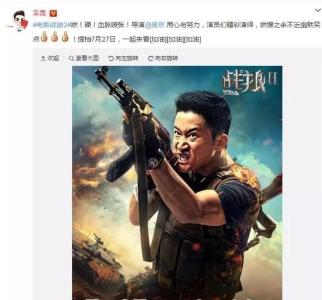 李晨
#电影战狼2#燃！硬！血脉喷张！导演@吴京 用心与努力，演员们精彩演绎，燃爆之余不乏幽默笑
点！提档7月27日，一起来看[加油][加油][加油]
收起
查看大图
向左旋转
向右旋转
战狼II